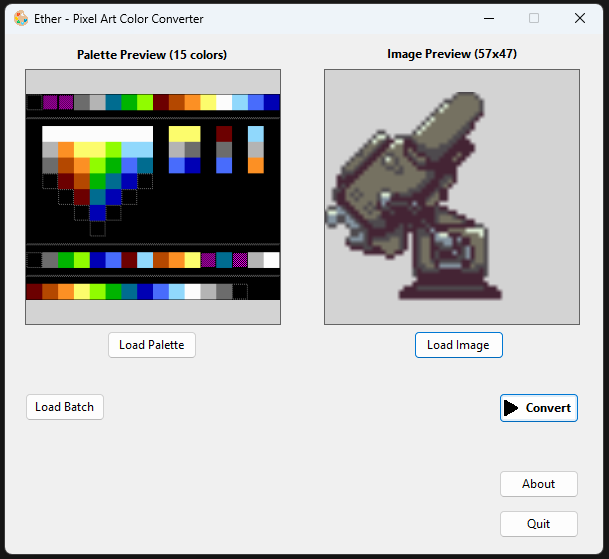 Ether - Pixel Art Color Converter
Palette Preview (15 colors)
Image Preview (57x47)
Load Palette
Load Image
Load Batch
Convert
About
Quit